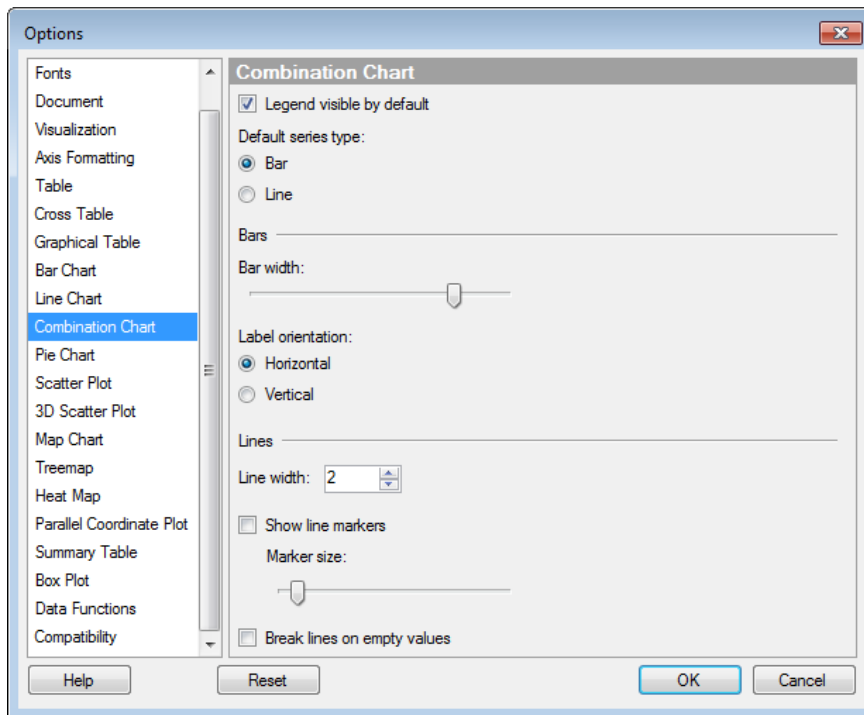 Options
Fonts
Document
Visualization
Axis Formatting
Table
Cross Table
Graphical Table
Bar Chart
Line Chart
Combination Chart
Pie Chart
Scatter Plot
3D Scatter Plot
Map Chart
Treemap
Heat Map
Parallel Coordinate Plot
Summary Table
Box Plot
Data Functions
Compatibility
Combination Chart
Legend visible by default
Default series type:
Bar
Line
Bars
Bar width:
Label orientation:
Horizontal
Vertical
Lines
Line width: 2
Show line markers
Marker size:
Break lines on empty values
Help Reset OK Cancel